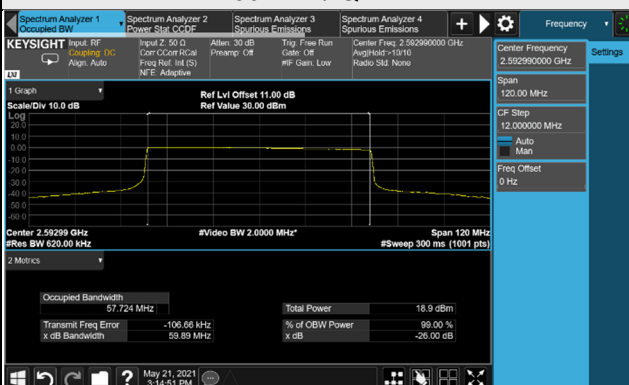 Spectrum Analyzer 1
Occupied BW
Spectrum Analyzer 2
Power Stat CCDF
Spectrum Analyzer 3
Spurious Emissions
Spectrum Analyzer 4
Spurious Emissions
+
Frequency
KEYSIGHT
Input: RF
Coupling: DC
Align: Auto
Input Z: 50 Ω
Corr CCorr RCal
Freq Ref: Int (S)
NFE: Adaptive
Atten: 30 dB
Preamp: Off
Trig: Free Run
Gate: Off
#IF Gain: Low
Center Freq: 2.592990000 GHz
Avg|Hold:>10/10
Radio Std: None
LXI
Center Frequency
2.592990000 GHz
Settings
Span
120.00 MHz
CF Step
12.000000 MHz
Auto
Man
Freq Offset
0 Hz
1 Graph
Scale/Div 10.0 dB
Ref Lvl Offset 11.00 dB
Ref Value 30.00 dBm
Log
20.0
10.0
0.00
-10.0
-20.0
-30.0
-40.0
-50.0
-60.0
Center 2.59299 GHz
#Res BW 620.00 kHz
#Video BW 2.0000 MHz*
Span 120 MHz
#Sweep 300 ms (1001 pts)
2 Metrics
Occupied Bandwidth
57.724 MHz
Transmit Freq Error -106.66 kHz
x dB Bandwidth 59.89 MHz
Total Power 18.9 dBm
% of OBW Power 99.00 %
x dB -26.00 dB
?
May 21, 2021
3:14:51 PM